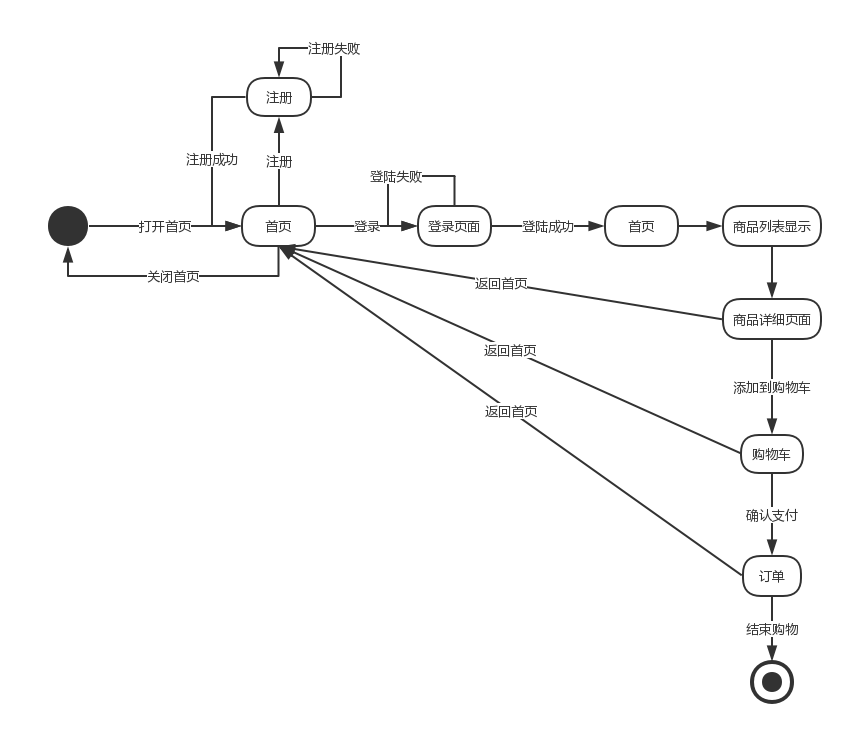 注册失败
注册
注册成功
注册
登陆失败
打开首页
首页
登录
登录页面
登陆成功
首页
商品列表显示
关闭首页
返回首页
商品详细页面
返回首页
添加到购物车
返回首页
购物车
确认支付
订单
结束购物